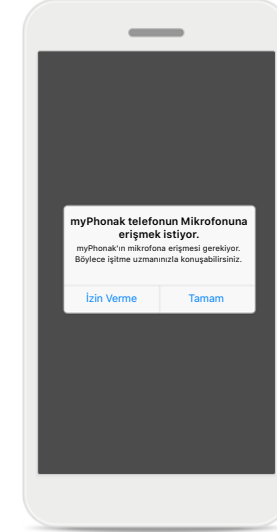 myPhonak telefonun Mikrofonuna
erişmek istiyor.
myPhonak'ın mikrofona erişmesi gerekiyor.
Böylece işitme uzmanınızla konuşabilirsiniz.
İzin Verme
Tamam